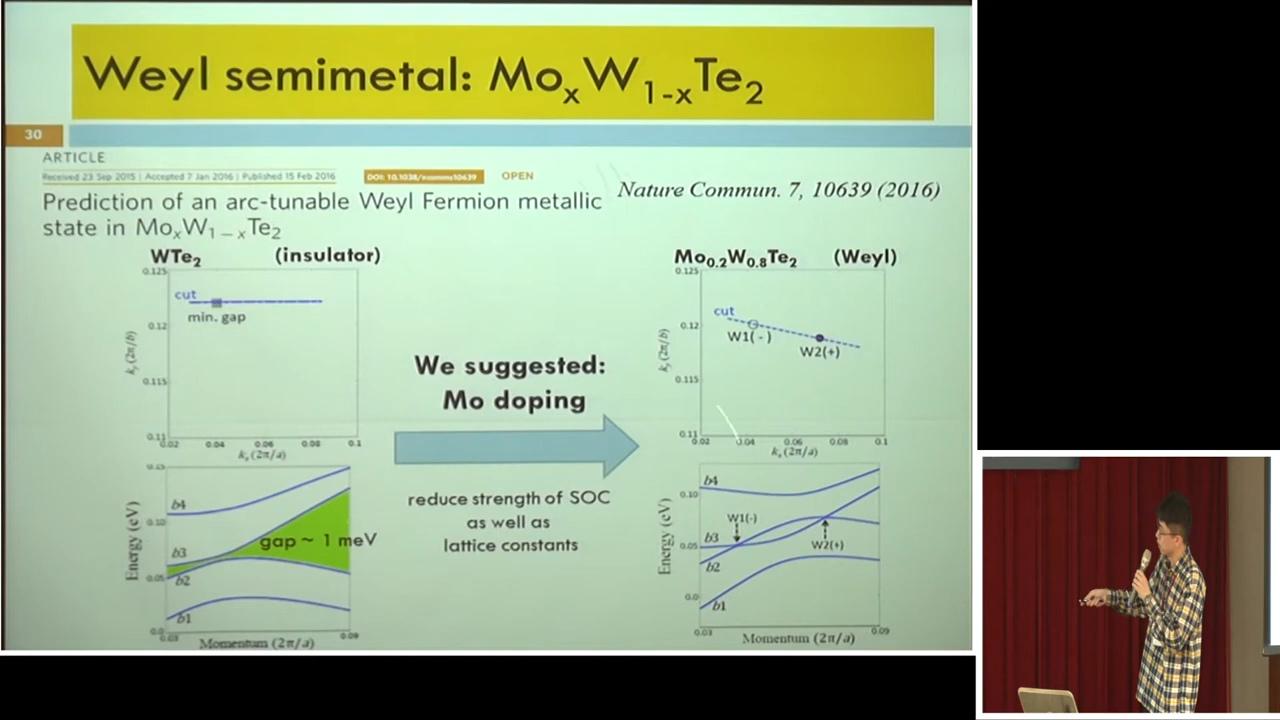 Weyl semimetal: MoxW1-xTe2
30
ARTICLE
Received 23 Sep 2015 | Accepted 7 Jan 2016 | Published 15 Feb 2016
DOI: 10.1038/ncomms10639
OPEN
Nature Commun. 7, 10639 (2016)
Prediction of an arc-tunable Weyl Fermion metallic
state in MoxW1−xTe2
WTe2 (insulator)
0.125
cut
min. gap
0.12
ky (2π/b)
0.115
0.11
0.02 0.04 0.06 0.08 0.1
kx (2π/a)
b4
0.10
gap ~ 1 meV
b3
Energy (eV)
0.05
b2
b1
0.0
0.03 0.09
Momentum (2π/a)
We suggested:
Mo doping
reduce strength of SOC
as well as
lattice constants
Mo0.2W0.8Te2 (Weyl)
0.125
cut
0.12
W1(-)
W2(+)
ky (2π/b)
0.115
0.11
0.02 0.04 0.06 0.08 0.1
kx (2π/a)
b4
0.10
W1(-)
b3
W2(+)
Energy (eV)
0.05
b2
0.0
b1
0.03 0.09
Momentum (2π/a)